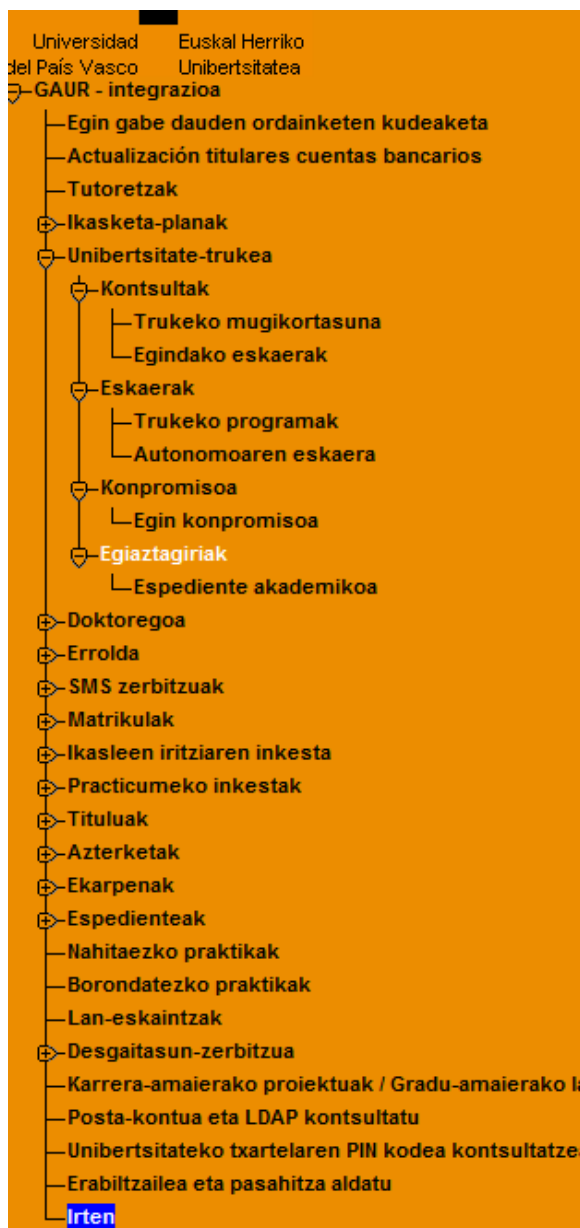 Universidad Euskal Herriko
del País Vasco Unibertsitatea
GAUR - integrazioa
Egin gabe dauden ordainketen kudeaketa
Actualización titulares cuentas bancarios
Tutoretzak
Ikasketa-planak
Unibertsitate-trukea
Kontsultak
Trukeko mugikortasuna
Egindako eskaerak
Eskaerak
Trukeko programak
Autonomoaren eskaera
Konpromisoa
Egin konpromisoa
Egiaztagiriak
Espediente akademikoa
Doktoregoa
Errolda
SMS zerbitzuak
Matrikulak
Ikasleen iritziaren inkesta
Practicumeko inkestak
Tituluak
Azterketak
Ekarpenak
Espedienteak
Nahitaezko praktikak
Borondatezko praktikak
Lan-eskaintzak
Desgaitasun-zerbitzua
Karrera-amaierako proiektuak / Gradu-amaierako
Posta-kontua eta LDAP kontsultatu
Unibertsitateko txartelaren PIN kodea
Erabiltzailea eta pasahitza aldatu
Irten